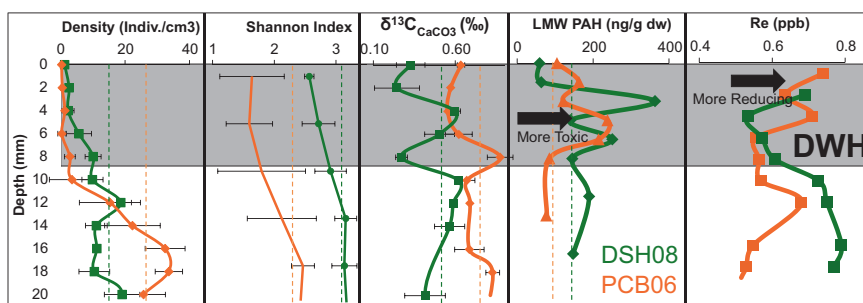 Density (Indiv./cm3) Shannon Index δ¹³C_CaCO3 (‰) LMW PAH (ng/g dw) Re (ppb)
0 20 40 1 2 3 0.10 0.60 0 200 400 0.4 0.6 0.8
Depth (mm)
0
2
4
6
8
10
12
14
16
18
20
More Toxic
More Reducing
DWH
DSH08
PCB06